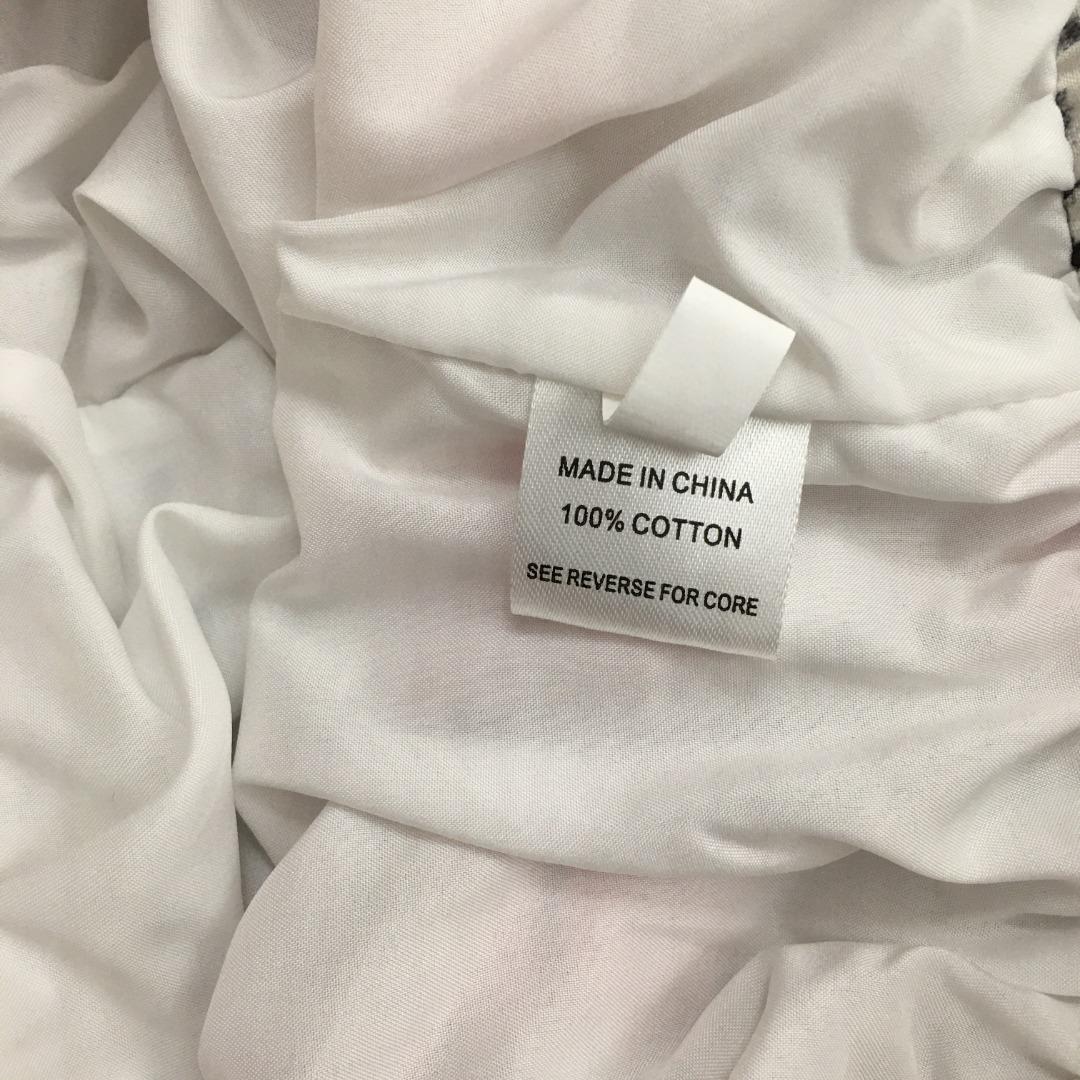 MADE IN CHINA
100% COTTON
SEE REVERSE FOR CORE